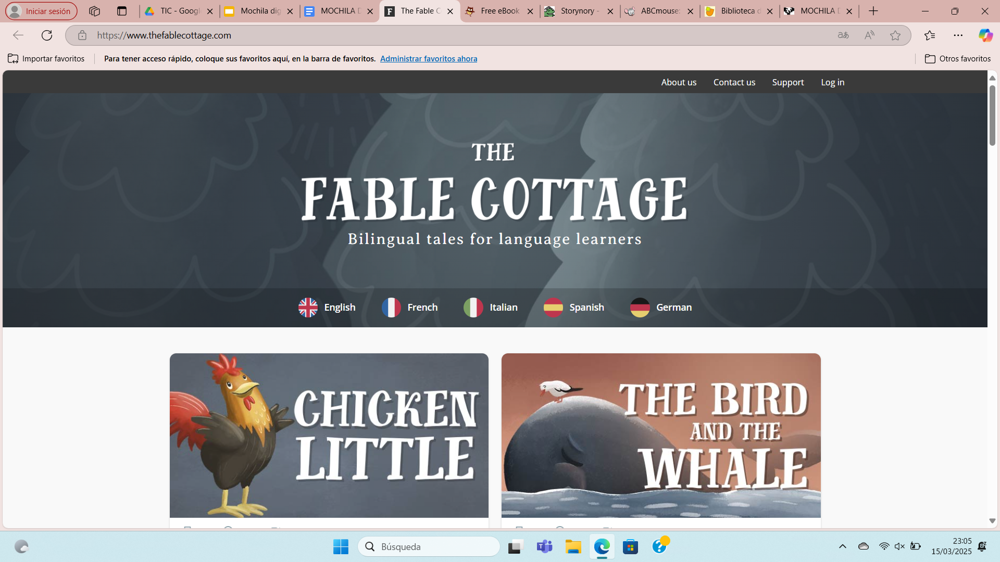 Iniciar sesión
TIC - Googl
Mochila dig
MOCHILA D
The Fable C
Free eBook
Storynory -
ABCmouse:
Biblioteca d
MOCHILA D
https://www.thefablecottage.com
Importar favoritos
Para tener acceso rápido, coloque sus favoritos aquí, en la barra de favoritos. Administrar favoritos ahora
Otros favoritos
About us Contact us Support Log in
THE
FABLE COTTAGE
Bilingual tales for language learners
English French Italian Spanish German
CHICKEN
LITTLE
THE BIRD
AND THE
WHALE
Búsqueda
23:05
15/03/2025